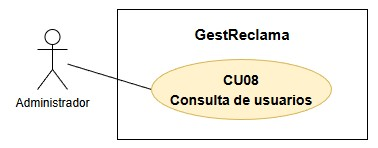 GestReclama
CU08
Consulta de usuarios
Administrador